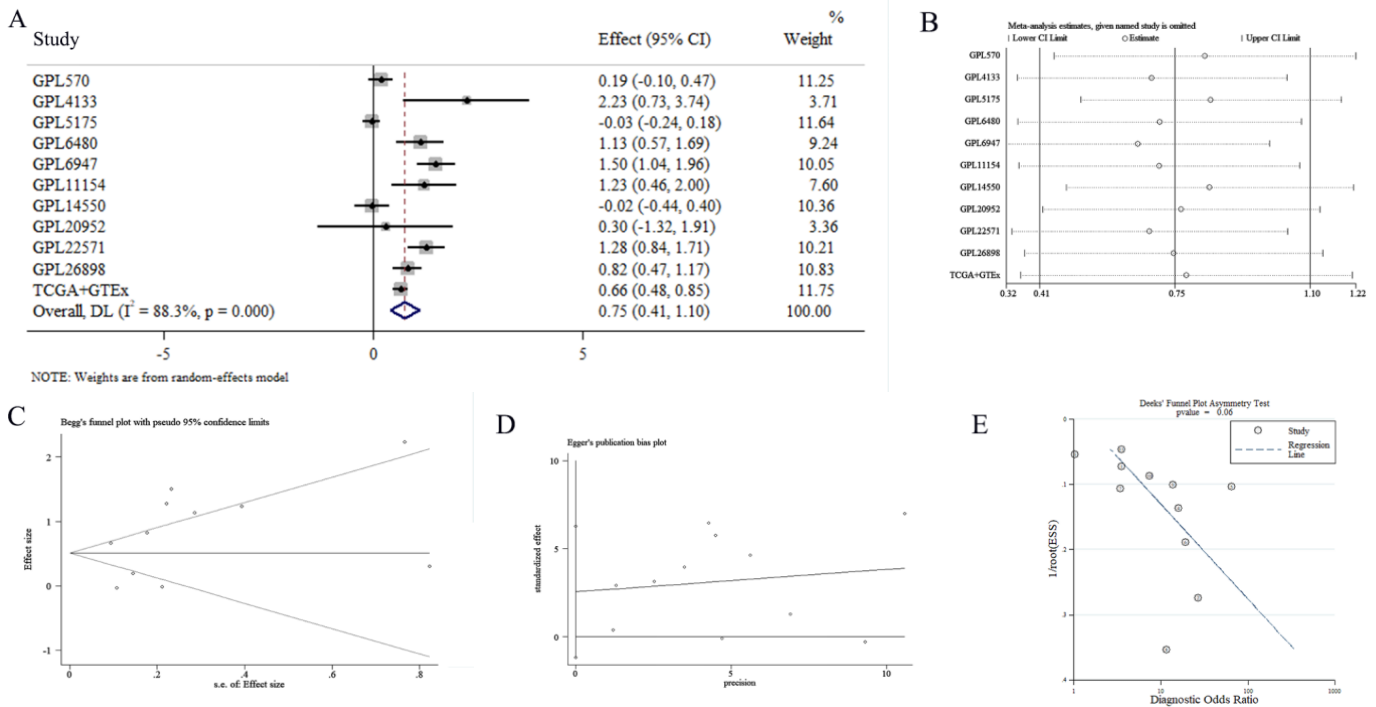 A
%
Study Effect (95% CI) Weight
GPL570 0.19 (-0.10, 0.47) 11.25
GPL4133 2.23 (0.73, 3.74) 3.71
GPL5175 -0.03 (-0.24, 0.18) 11.64
GPL6480 1.13 (0.57, 1.69) 9.24
GPL6947 1.50 (1.04, 1.96) 10.05
GPL11154 1.23 (0.46, 2.00) 7.60
GPL14550 -0.02 (-0.44, 0.40) 10.36
GPL20952 0.30 (-1.32, 1.91) 3.36
GPL22571 1.28 (0.84, 1.71) 10.21
GPL26898 0.82 (0.47, 1.17) 10.83
TCGA+GTEx 0.66 (0.48, 0.85) 11.75
Overall, DL (I² = 88.3%, p = 0.000) 0.75 (0.41, 1.10) 100.00
-5 0 5
NOTE: Weights are from random-effects model
B
Meta-analysis estimates, given named study is omitted
Lower CI Limit Estimate Upper CI Limit
GPL570
GPL4133
GPL5175
GPL6480
GPL6947
GPL11154
GPL14550
GPL20952
GPL22571
GPL26898
TCGA+GTEx
0.32 0.41 0.75 1.10 1.22
C
Begg's funnel plot with pseudo 95% confidence limits
Effect size
2
1
0
-1
0 .2 .4 .6 .8
s.e. of: Effect size
D
Egger's publication bias plot
standardized effect
10
5
0
0 5 10
precision
E
Deeks' Funnel Plot Asymmetry Test
pvalue = 0.06
Study
Regression
Line
1/root(ESS)
0
.1
.2
.3
.4
1 10 100 1000
Diagnostic Odds Ratio